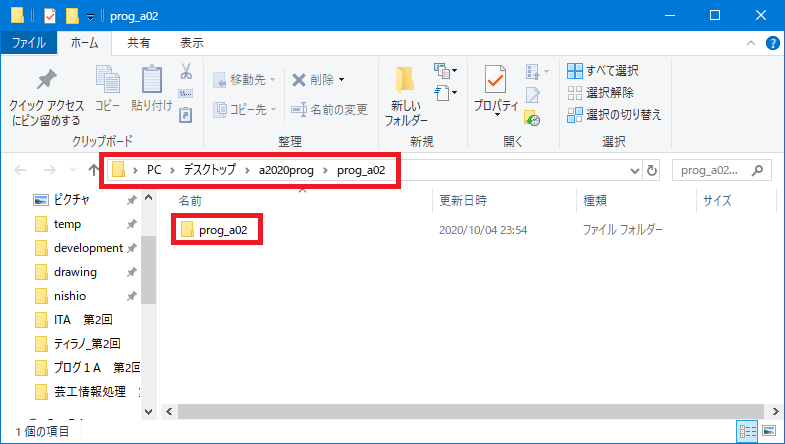 prog_a02
ファイル ホーム 共有 表示
クイック アクセス
にピン留めする
コピー
貼り付け
クリップボード
移動先
コピー先
削除
名前の変更
整理
新しい
フォルダー
新規
プロパティ
開く
すべて選択
選択解除
選択の切り替え
選択
PC › デスクトップ › a2020prog › prog_a02
prog_a02...
名前 更新日時 種類 サイズ
prog_a02 2020/10/04 23:54 ファイル フォルダー
ピクチャ
temp
development
drawing
nishio
ITA　第2回
ティラノ_第2回
プログ１A　第2回
芸工情報処理
1 個の項目